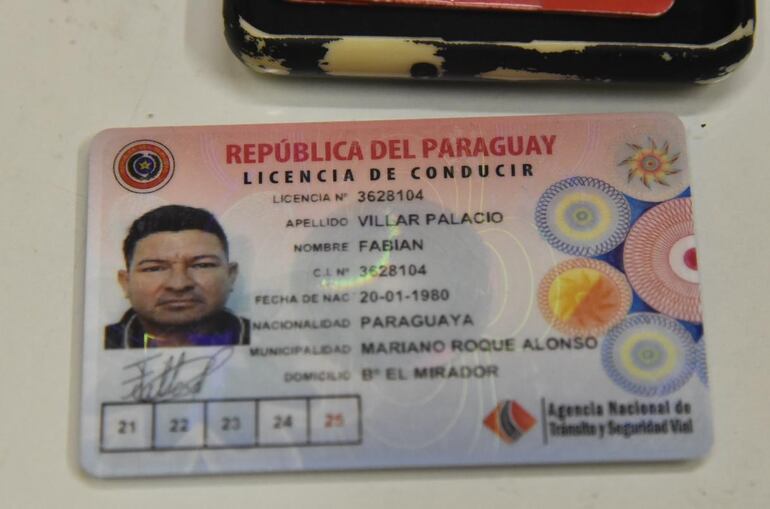 REPÚBLICA DEL PARAGUAY
LICENCIA DE CONDUCIR
LICENCIA Nº 3628104
APELLIDO VILLAR PALACIO
NOMBRE FABIAN
C.I. Nº 3628104
FECHA DE NAC 20-01-1980
NACIONALIDAD PARAGUAYA
MUNICIPALIDAD MARIANO ROQUE ALONSO
DOMICILIO Bº EL MIRADOR
21 22 23 24 25
Agencia Nacional de
Tránsito y Seguridad Vial